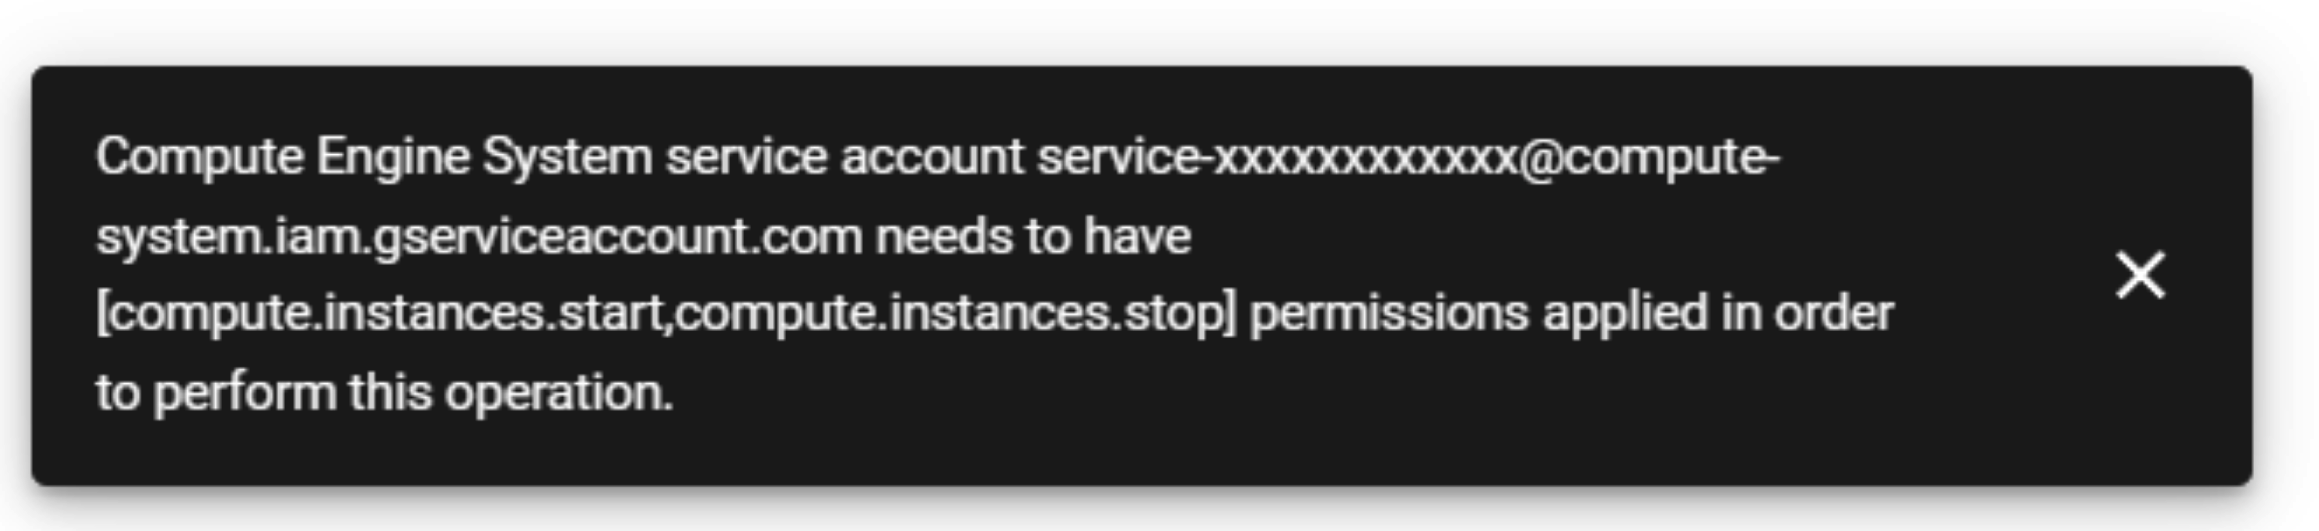 Compute Engine System service account service-xxxxxxxxxxxx@compute-
system.iam.gserviceaccount.com needs to have
[compute.instances.start,compute.instances.stop] permissions applied in order
to perform this operation.